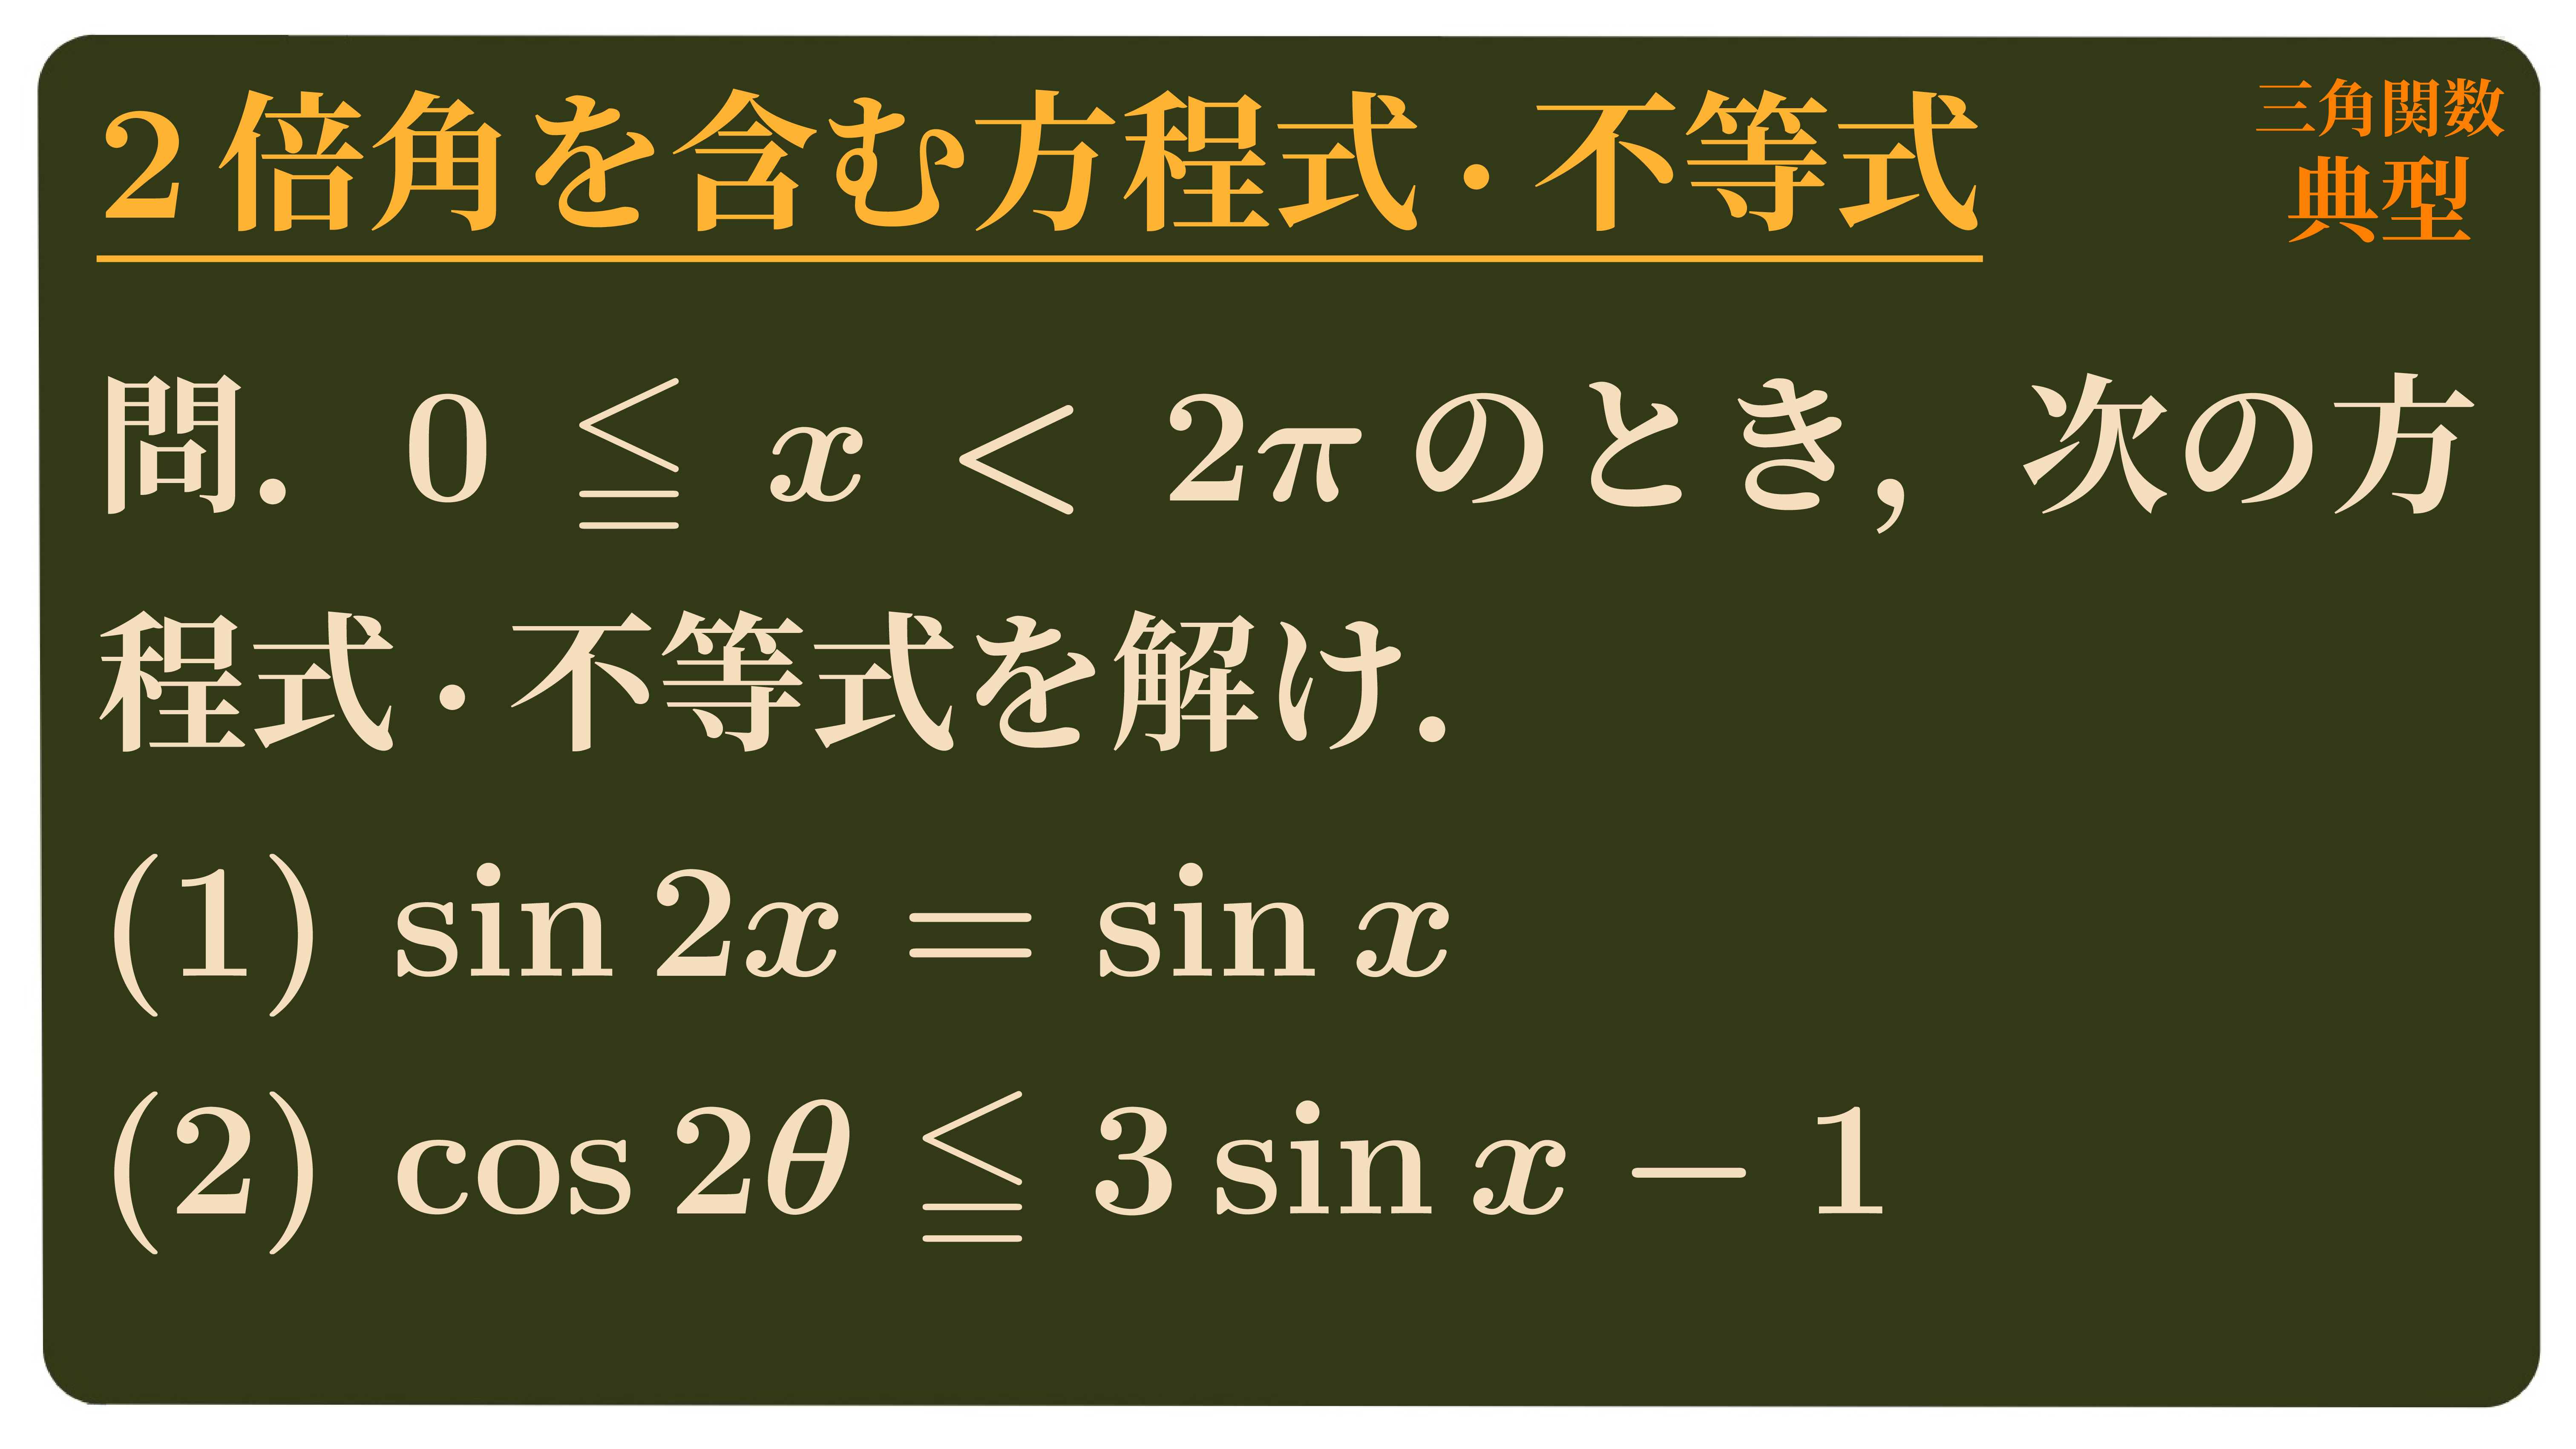 2倍角を含む方程式・不等式
三角関数
典型
問. 0 ≦ x < 2π のとき, 次の方
程式・不等式を解け.
(1) sin 2x = sin x
(2) cos 2θ ≦ 3 sin x − 1